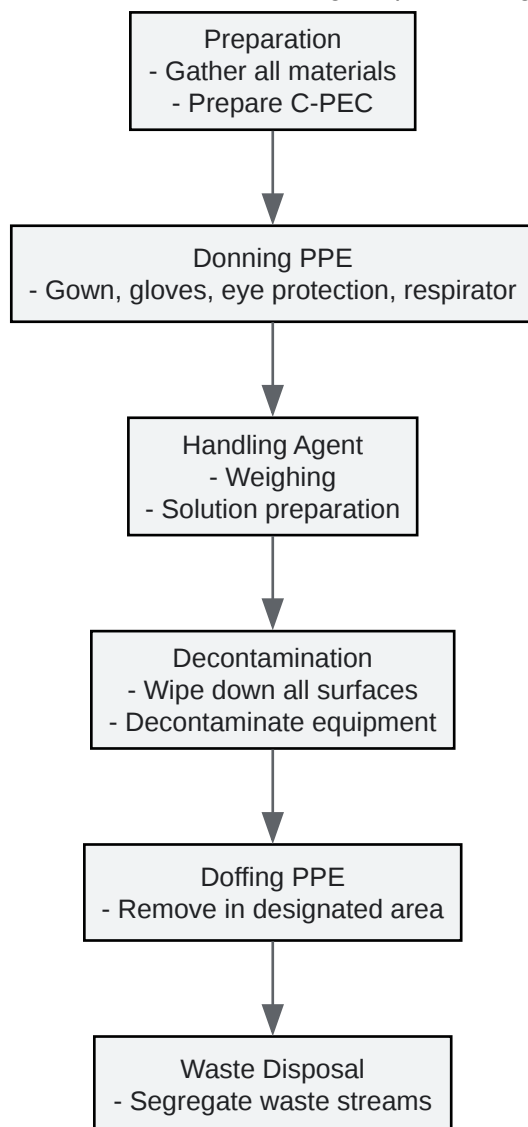 Preparation
- Gather all materials
- Prepare C-PEC
Donning PPE
- Gown, gloves, eye protection, respirator
Handling Agent
- Weighing
- Solution preparation
Decontamination
- Wipe down all surfaces
- Decontaminate equipment
Doffing PPE
- Remove in designated area
Waste Disposal
- Segregate waste streams